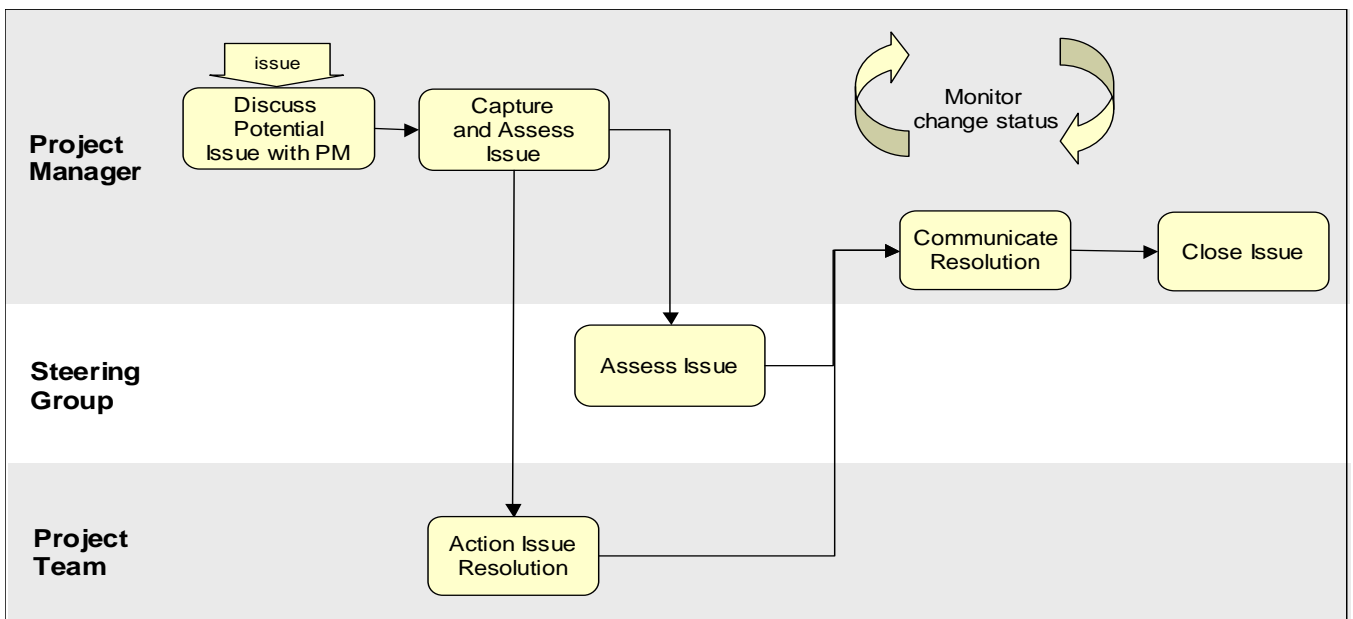 issue
Discuss
Potential
Issue with PM
Capture
and Assess
Issue
Monitor
change status
Project
Manager
Communicate
Resolution
Close Issue
Steering
Group
Assess Issue
Project
Team
Action Issue
Resolution